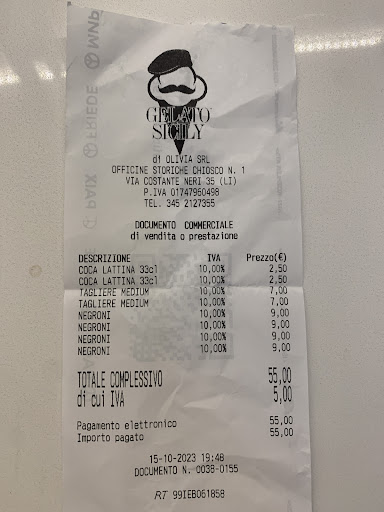 GELATO
SICILY
di OLIVIA SRL
OFFICINE STORICHE CHIOSCO N. 1
VIA COSTANTE NERI 35 (LI)
P.IVA 01747960498
TEL. 345 2127355
DOCUMENTO COMMERCIALE
di vendita o prestazione
DESCRIZIONE IVA Prezzo(€)
COCA LATTINA 33cl 10,00% 2,50
COCA LATTINA 33cl 10,00% 2,50
TAGLIERE MEDIUM 10,00% 7,00
TAGLIERE MEDIUM 10,00% 7,00
NEGRONI 10,00% 9,00
NEGRONI 10,00% 9,00
NEGRONI 10,00% 9,00
NEGRONI 10,00% 9,00
TOTALE COMPLESSIVO 55,00
di cui IVA 5,00
Pagamento elettronico 55,00
Importo pagato 55,00
15-10-2023 19:48
DOCUMENTO N. 0038-0155
RT 99IEB061858
PAIX FRIEDE MNP